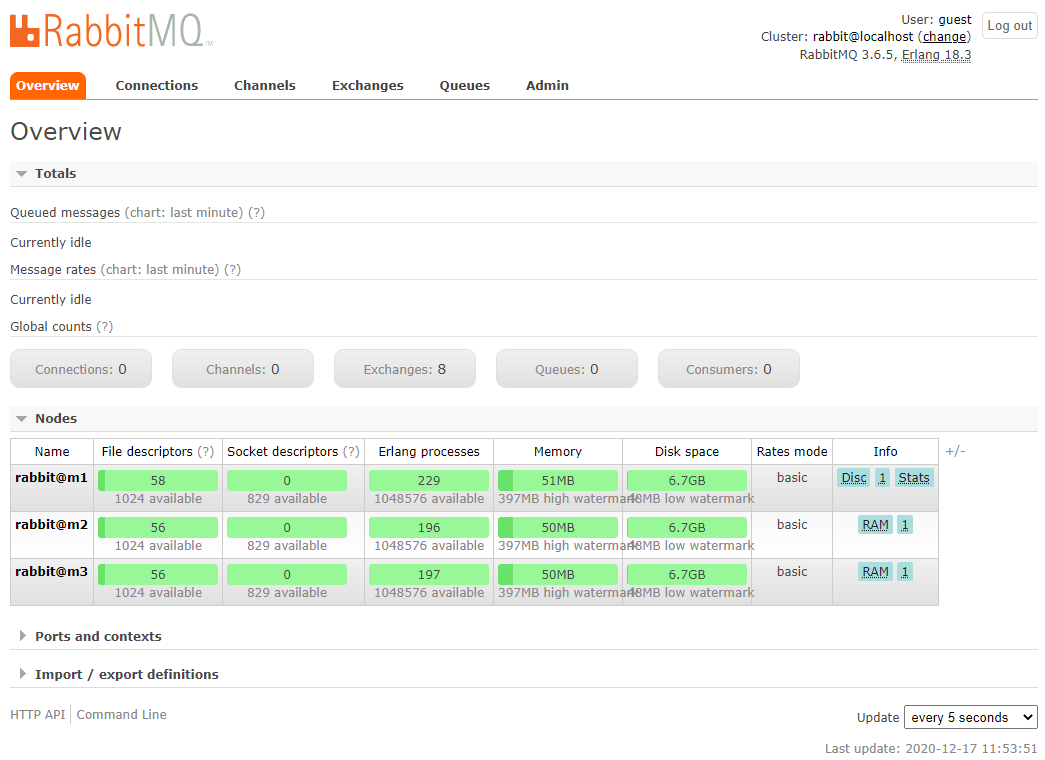 RabbitMQ TM
User: guest
Log out
Cluster: rabbit@localhost (change)
RabbitMQ 3.6.5, Erlang 18.3
Overview Connections Channels Exchanges Queues Admin
Overview
Totals
Queued messages (chart: last minute) (?)
Currently idle
Message rates (chart: last minute) (?)
Currently idle
Global counts (?)
Connections: 0 Channels: 0 Exchanges: 8 Queues: 0 Consumers: 0
Nodes
Name File descriptors (?) Socket descriptors (?) Erlang processes Memory Disk space Rates mode Info +/-
rabbit@m1 58 0 229 51MB 6.7GB basic Disc 1 Stats
1024 available 829 available 1048576 available 397MB high watermark 48MB low watermark
rabbit@m2 56 0 196 50MB 6.7GB basic RAM 1
1024 available 829 available 1048576 available 397MB high watermark 48MB low watermark
rabbit@m3 56 0 197 50MB 6.7GB basic RAM 1
1024 available 829 available 1048576 available 397MB high watermark 48MB low watermark
Ports and contexts
Import / export definitions
HTTP API Command Line
Update every 5 seconds
Last update: 2020-12-17 11:53:51